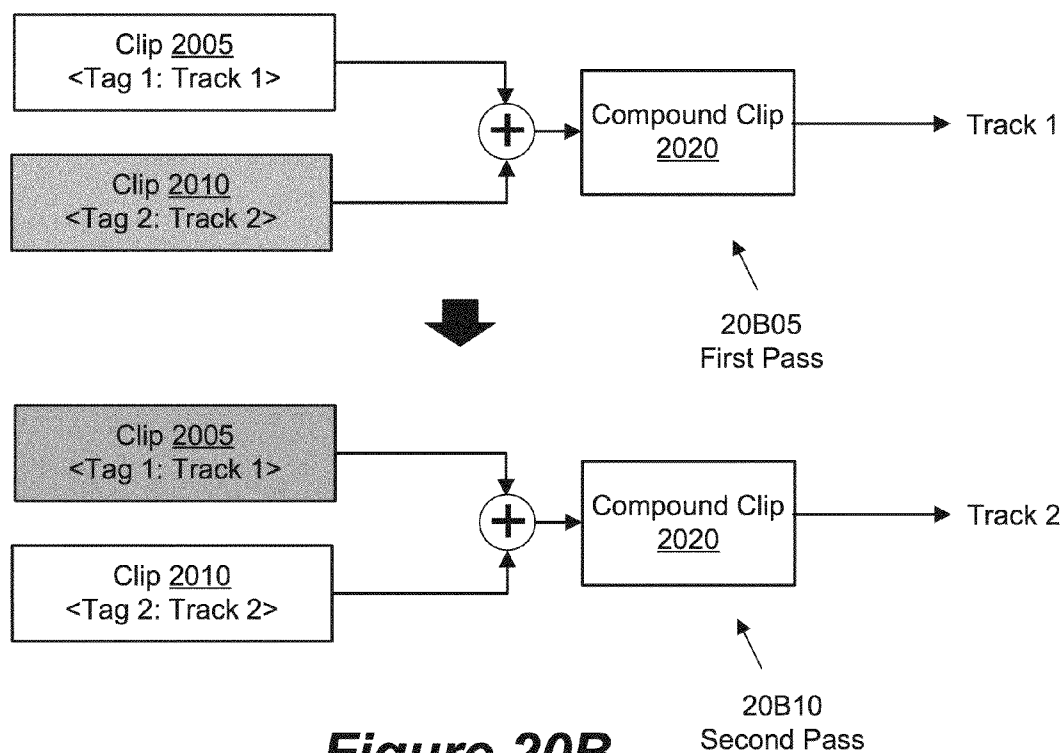 Clip 2005
<Tag 1: Track 1>
Clip 2010
<Tag 2: Track 2>
Compound Clip
2020
Track 1
20B05
First Pass
Clip 2005
<Tag 1: Track 1>
Clip 2010
<Tag 2: Track 2>
Compound Clip
2020
Track 2
20B10
Second Pass
Figure 20B